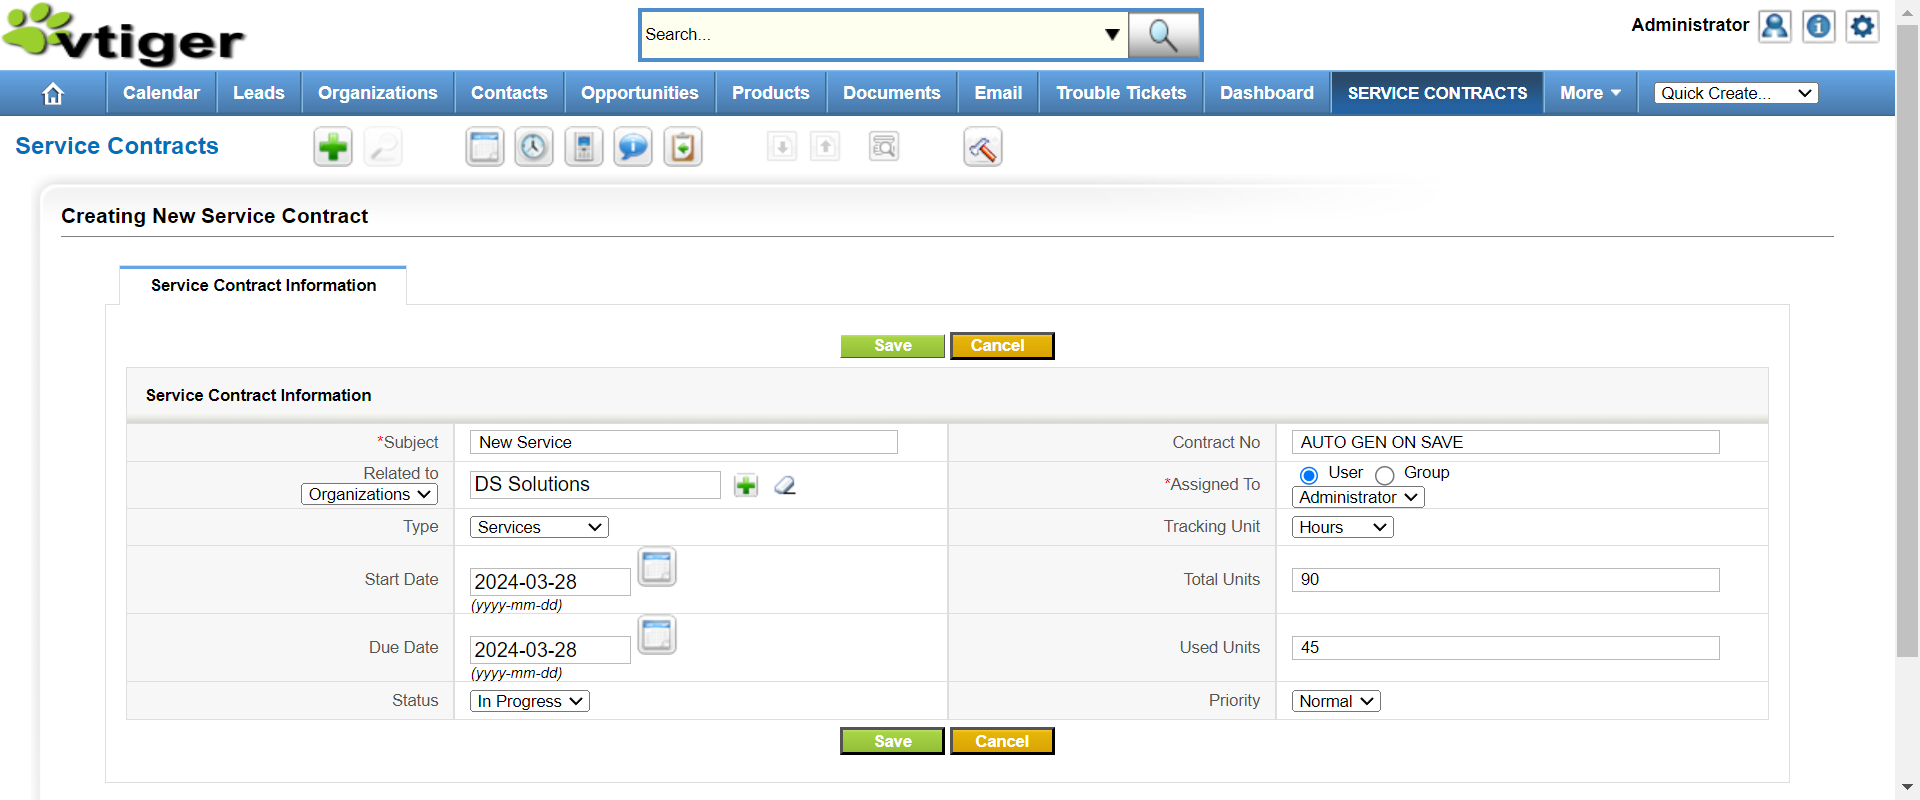 vtiger
Search...
Administrator
Calendar Leads Organizations Contacts Opportunities Products Documents Email Trouble Tickets Dashboard SERVICE CONTRACTS More Quick Create...
Service Contracts
Creating New Service Contract
Service Contract Information
Save Cancel
Service Contract Information
*Subject New Service Contract No AUTO GEN ON SAVE
Related to Organizations DS Solutions *Assigned To User Group Administrator
Type Services Tracking Unit Hours
Start Date 2024-03-28 (yyyy-mm-dd) Total Units 90
Due Date 2024-03-28 (yyyy-mm-dd) Used Units 45
Status In Progress Priority Normal
Save Cancel